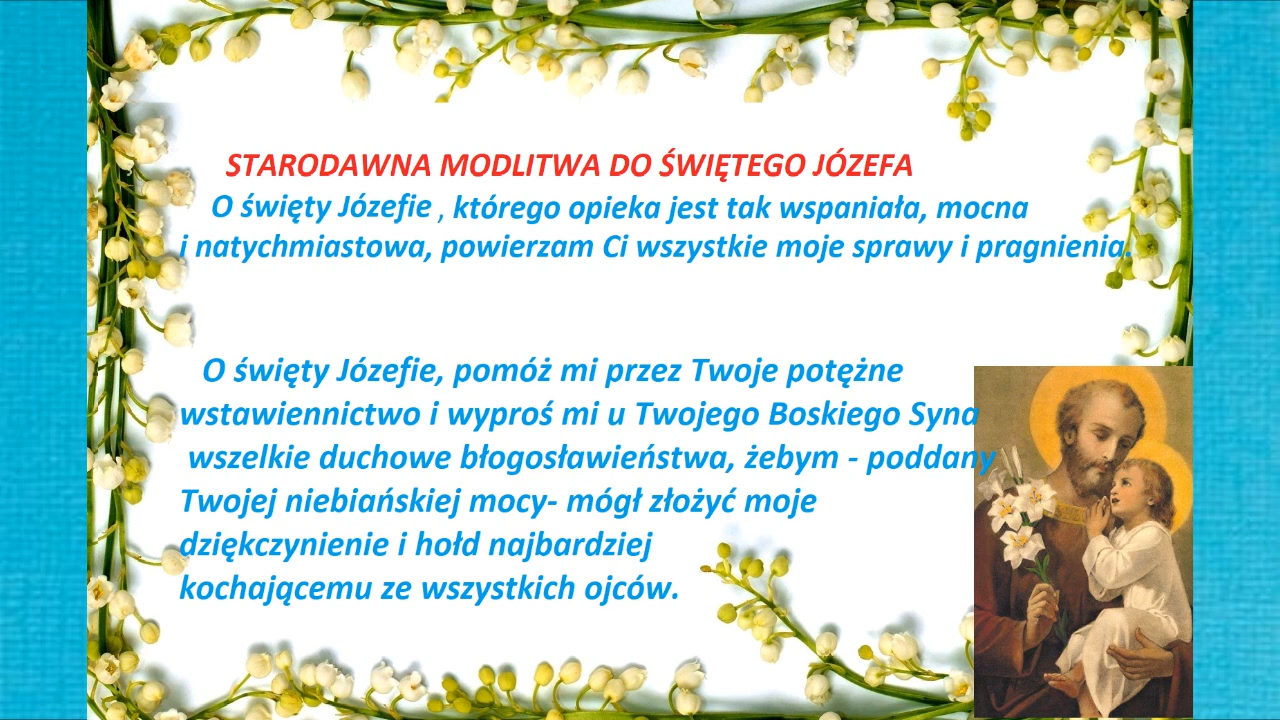 STARODAWNA MODLITWA DO ŚWIĘTEGO JÓZEFA
O święty Józefie , którego opieka jest tak wspaniała, mocna
i natychmiastowa, powierzam Ci wszystkie moje sprawy i pragnienia.
O święty Józefie, pomóż mi przez Twoje potężne
wstawiennictwo i wyproś mi u Twojego Boskiego Syna
wszelkie duchowe błogosławieństwa, żebym - poddany
Twojej niebiańskiej mocy- mógł złożyć moje
dziękczynienie i hołd najbardziej
kochającemu ze wszystkich ojców.